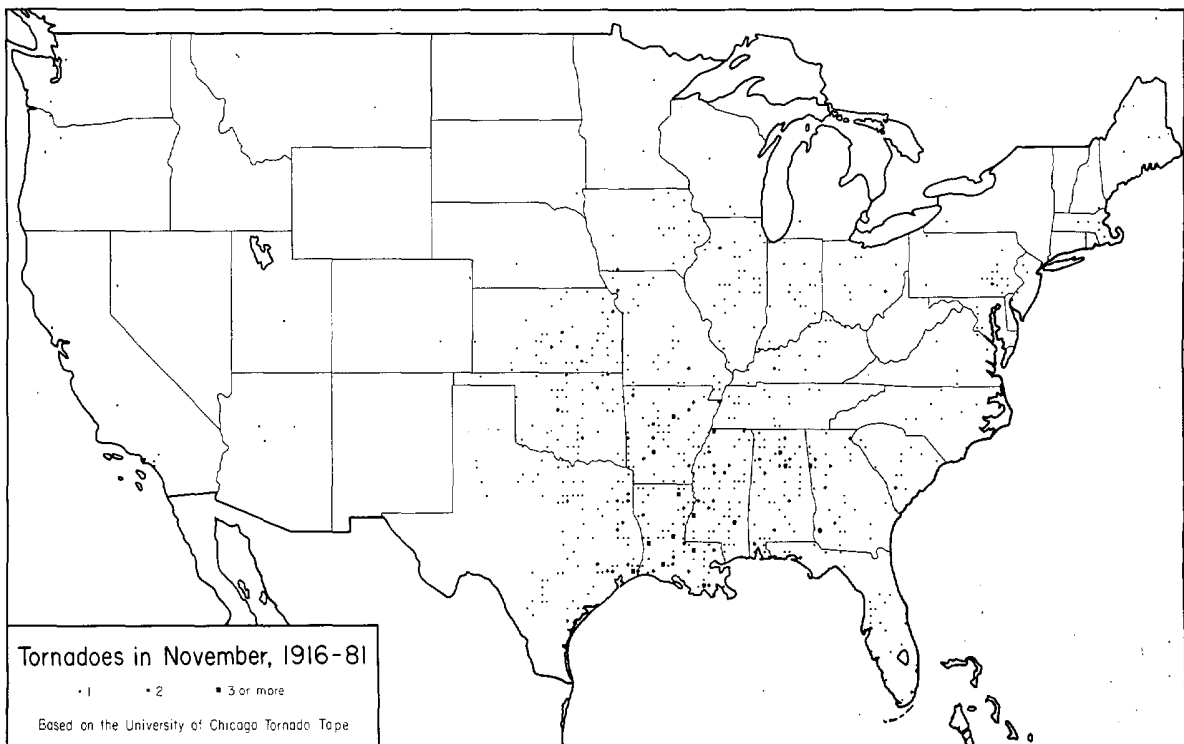 Tornadoes in November, 1916-81
1 2 3 or more
Based on the University of Chicago Tornado Tape